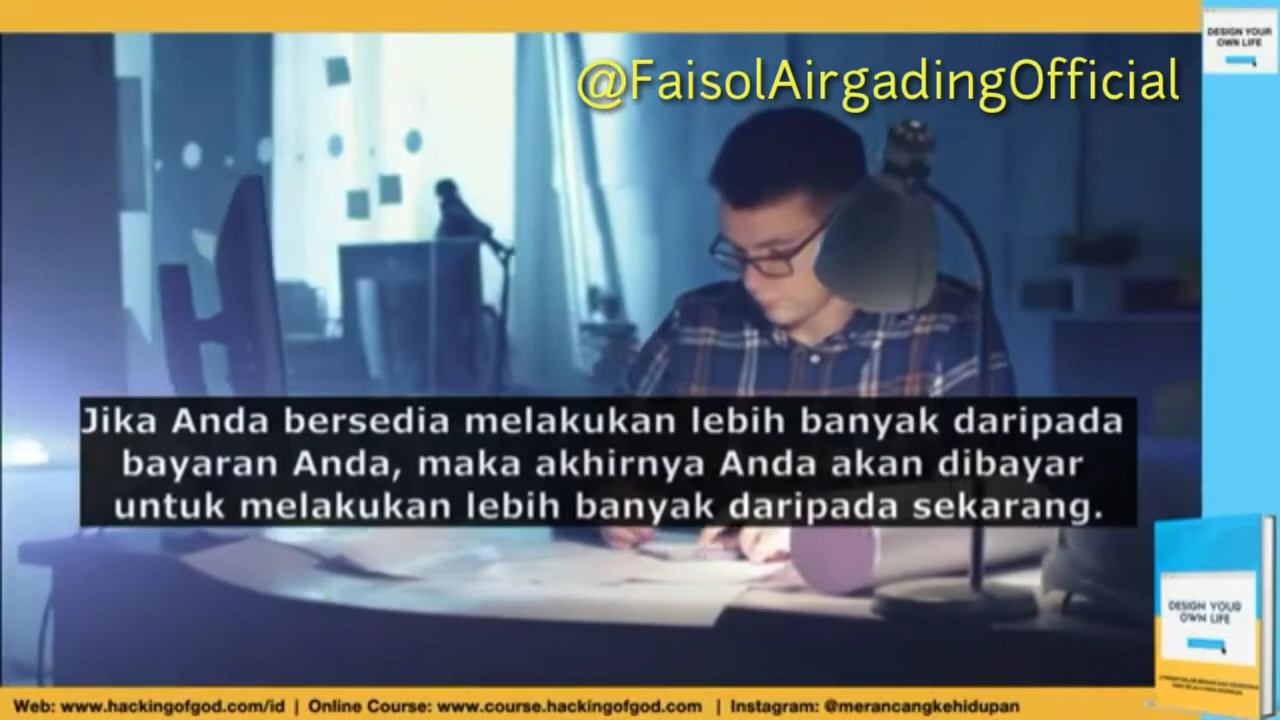 DESIGN YOUR
OWN LIFE
@FaisolAirgadingOfficial
Jika Anda bersedia melakukan lebih banyak daripada
bayaran Anda, maka akhirnya Anda akan dibayar
untuk melakukan lebih banyak daripada sekarang.
DESIGN YOUR
OWN LIFE
Web: www.hackingofgod.com/id | Online Course: www.course.hackingofgod.com | Instagram: @merancangkehidupan